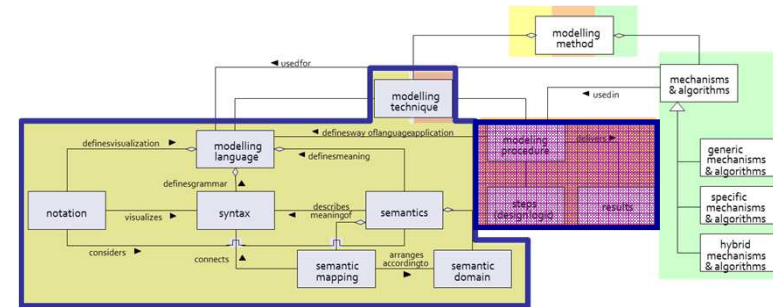 modelling
method
usedfor
mechanisms
& algorithms
modelling
technique
usedin
definesway oflanguageapplication
modeling
procedure
delivers
definesvisualization
modelling
language
definesmeaning
generic
mechanisms
& algorithms
definesgrammar
notation
visualizes
syntax
describes
meaningof
semantics
steps
(designlogid)
results
specific
mechanisms
& algorithms
considers
connects
semantic
mapping
arranges
accordingto
semantic
domain
hybrid
mechanisms
& algorithms